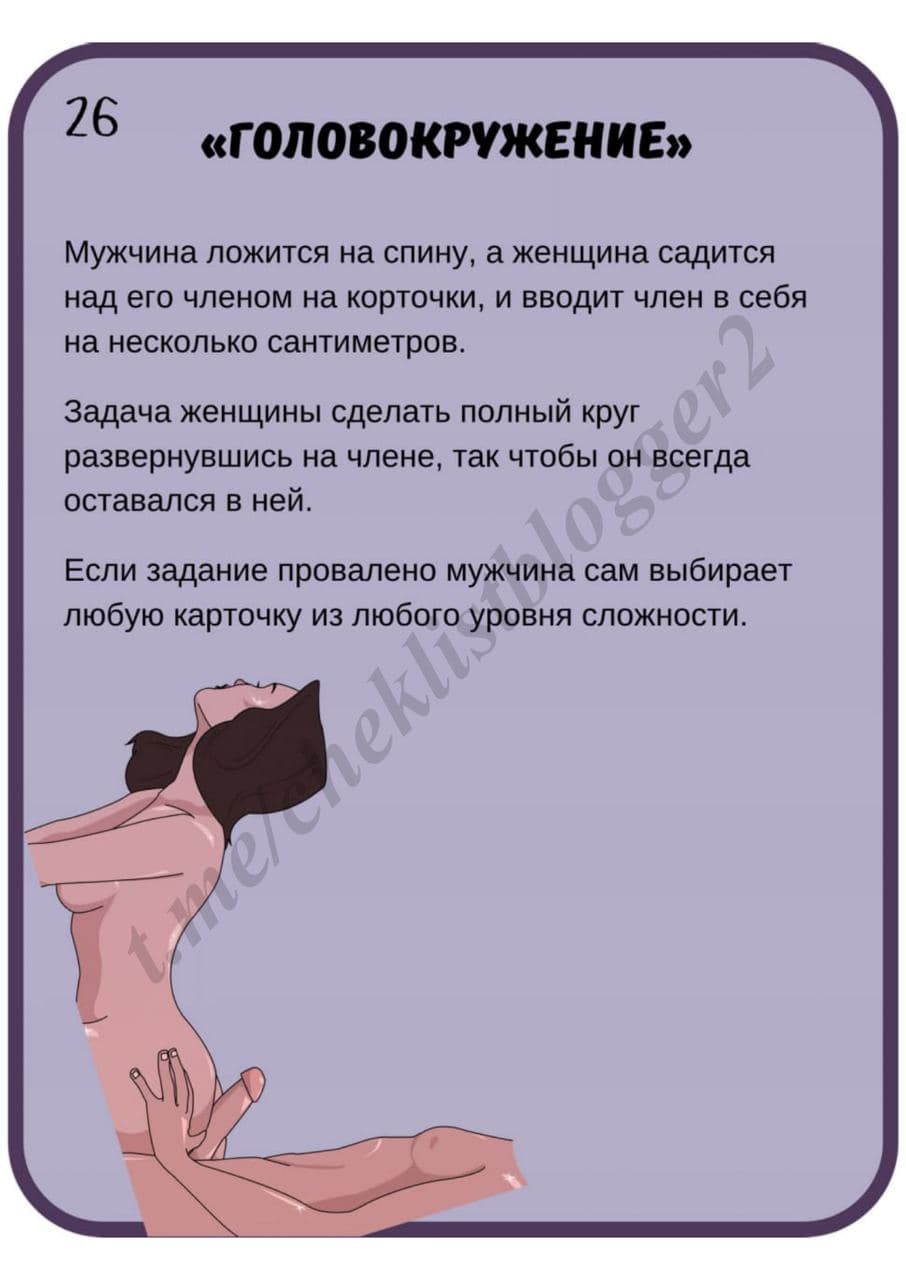 26
«ГОЛОВОКРУЖЕНИЕ»
Мужчина ложится на спину, а женщина садится
над его членом на корточки, и вводит член в себя
на несколько сантиметров.
Задача женщины сделать полный круг
развернувшись на члене, так чтобы он всегда
оставался в ней.
Если задание провалено мужчина сам выбирает
любую карточку из любого уровня сложности.
t.me/cheklistblogger2